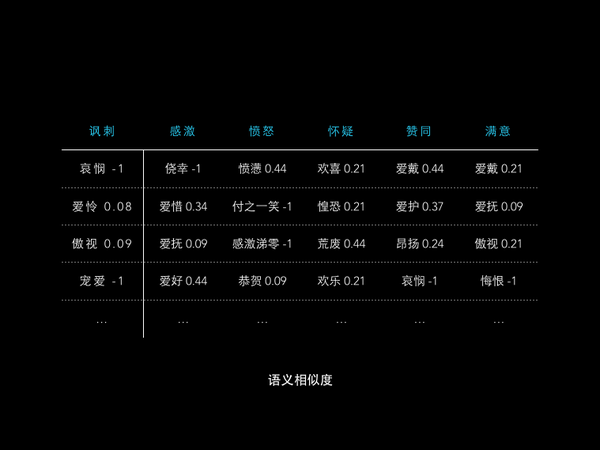 讽刺 感激 愤怒 怀疑 赞同 满意
哀悯 -1 侥幸 -1 愤懑 0.44 欢喜 0.21 爱戴 0.44 爱戴 0.21
爱怜 0.08 爱惜 0.34 付之一笑 -1 惶恐 0.21 爱护 0.37 爱抚 0.09
傲视 0.09 爱抚 0.09 感激涕零 -1 荒废 0.44 昂扬 0.24 傲视 0.21
宠爱 -1 爱好 0.44 恭贺 0.09 欢乐 0.21 哀悯 -1 悔恨 -1
... ... ... ... ... ...
语义相似度